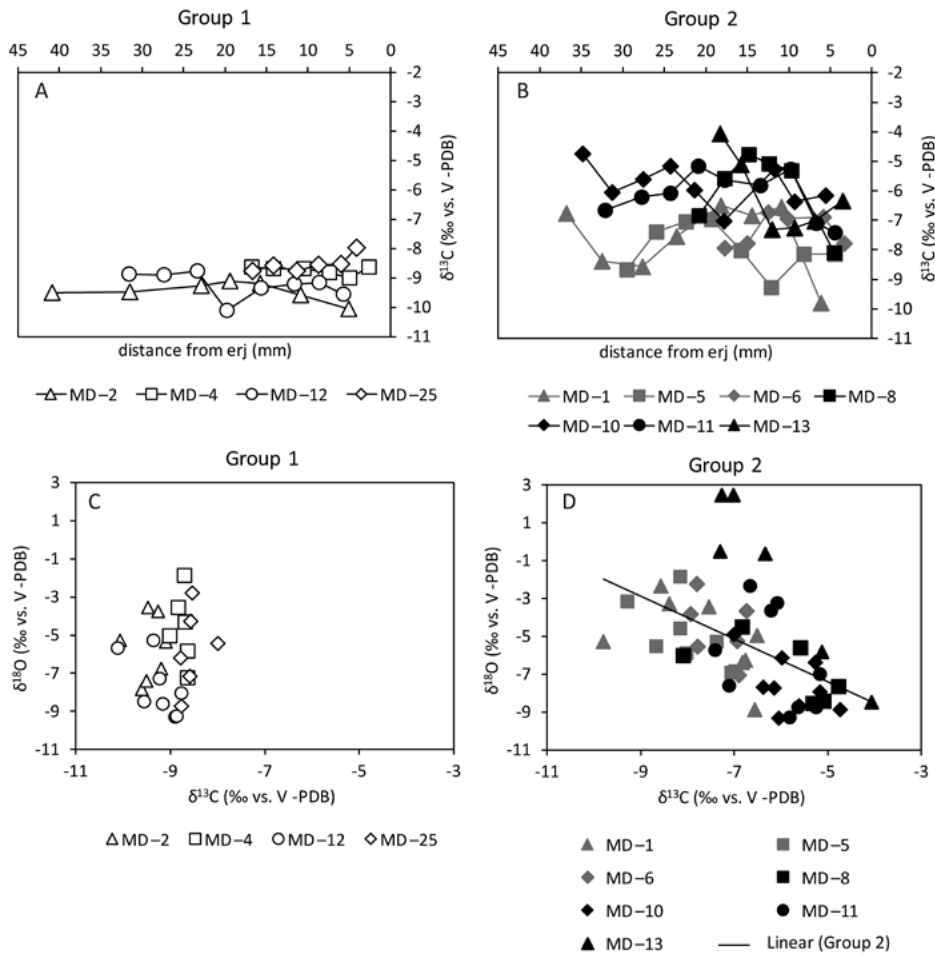 Group 1
45 40 35 30 25 20 15 10 5 0
A
-2
-3
-4
-5
-6
-7
-8
-9
-10
-11
δ¹³C (‰ vs. V -PDB)
distance from erj (mm)
MD–2 MD–4 MD–12 MD–25
Group 2
45 40 35 30 25 20 15 10 5 0
B
-2
-3
-4
-5
-6
-7
-8
-9
-10
-11
δ¹³C (‰ vs. V -PDB)
distance from erj (mm)
MD–1 MD–5 MD–6 MD–8
MD–10 MD–11 MD–13
Group 1
C
3
1
-1
-3
-5
-7
-9
-11
δ¹⁸O (‰ vs. V -PDB)
-11 -9 -7 -5 -3
δ¹³C (‰ vs. V -PDB)
MD–2 MD–4 MD–12 MD–25
Group 2
D
3
1
-1
-3
-5
-7
-9
-11
δ¹⁸O (‰ vs. V -PDB)
-11 -9 -7 -5 -3
δ¹³C (‰ vs. V -PDB)
MD–1 MD–5
MD–6 MD–8
MD–10 MD–11
MD–13 Linear (Group 2)